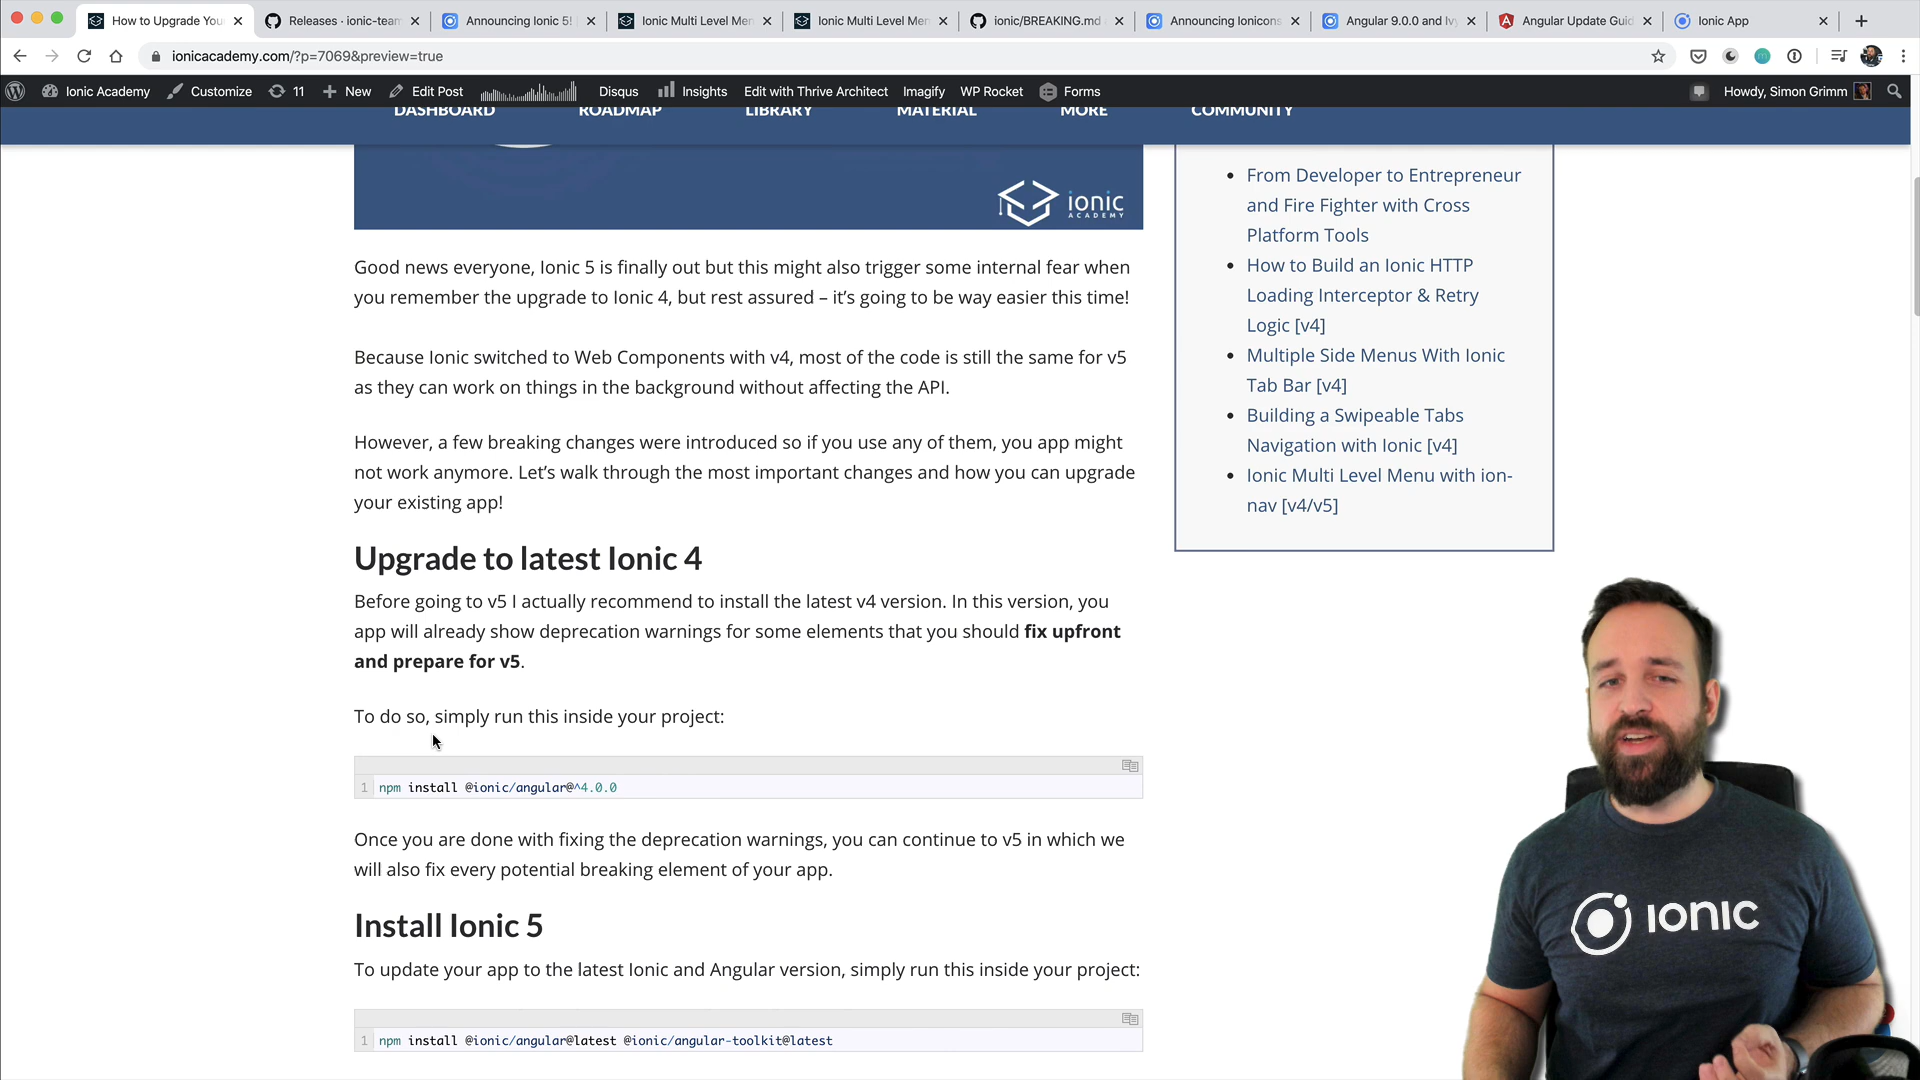 How to Upgrade You
Releases · ionic-team
Announcing Ionic 5!
Ionic Multi Level Me
Ionic Multi Level Me
ionic/BREAKING.md
Announcing Ionicons
Angular 9.0.0 and Iv
Angular Update Guid
Ionic App
ionicacademy.com/?p=7069&preview=true
Ionic Academy
Customize
11
New
Edit Post
Disqus
Insights
Edit with Thrive Architect
Imagify
WP Rocket
Forms
Howdy, Simon Grimm
DASHBOARD
ROADMAP
LIBRARY
MATERIAL
MORE
COMMUNITY
ionic
ACADEMY
Good news everyone, Ionic 5 is finally out but this might also trigger some internal fear when
you remember the upgrade to Ionic 4, but rest assured – it's going to be way easier this time!
Because Ionic switched to Web Components with v4, most of the code is still the same for v5
as they can work on things in the background without affecting the API.
However, a few breaking changes were introduced so if you use any of them, you app might
not work anymore. Let's walk through the most important changes and how you can upgrade
your existing app!
Upgrade to latest Ionic 4
Before going to v5 I actually recommend to install the latest v4 version. In this version, you
app will already show deprecation warnings for some elements that you should fix upfront
and prepare for v5.
To do so, simply run this inside your project:
1 npm install @ionic/angular@^4.0.0
Once you are done with fixing the deprecation warnings, you can continue to v5 in which we
will also fix every potential breaking element of your app.
Install Ionic 5
To update your app to the latest Ionic and Angular version, simply run this inside your project:
1 npm install @ionic/angular@latest @ionic/angular-toolkit@latest
From Developer to Entrepreneur
and Fire Fighter with Cross
Platform Tools
How to Build an Ionic HTTP
Loading Interceptor & Retry
Logic [v4]
Multiple Side Menus With Ionic
Tab Bar [v4]
Building a Swipeable Tabs
Navigation with Ionic [v4]
Ionic Multi Level Menu with ion-
nav [v4/v5]
IONIC